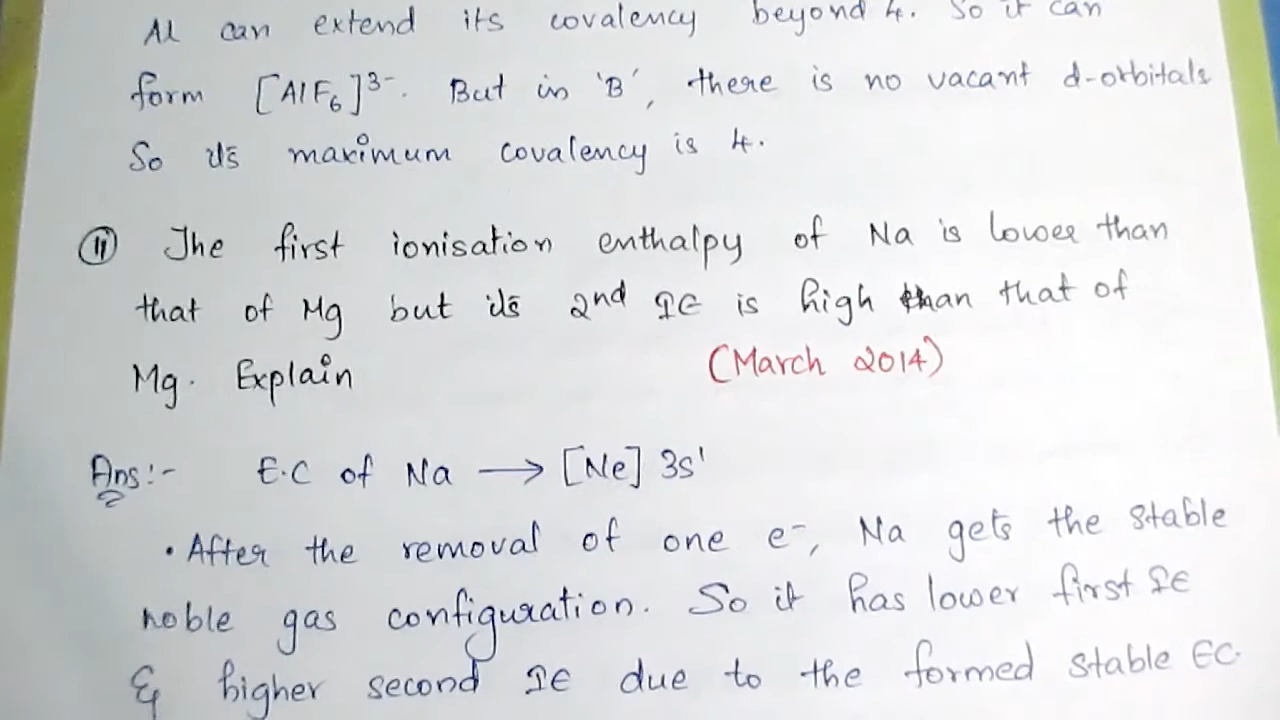 Al can extend its covalency beyond 4. So it can
form [AlF₆]³⁻. But in 'B', there is no vacant d-orbitals
So its maximum covalency is 4.
⑪ The first ionisation enthalpy of Na is lower than
that of Mg but its 2nd IE is high than that of
Mg. Explain (March 2014)
Ans:- E.C of Na ⟶ [Ne] 3s¹
• After the removal of one e⁻, Na gets the stable
noble gas configuration. So it has lower first IE
& higher second IE due to the formed stable EC.